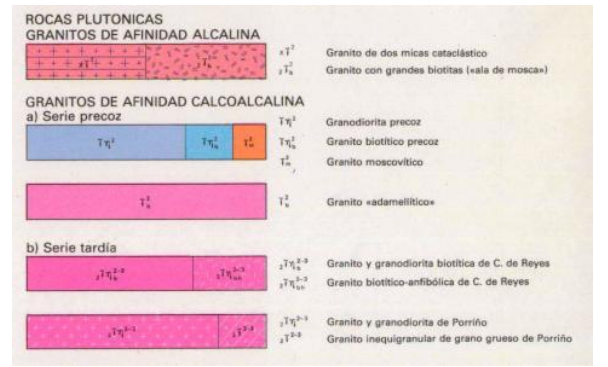 ROCAS PLUTONICAS
GRANITOS DE AFINIDAD ALCALINA
Granito de dos micas cataclástico
Granito con grandes biotitas («ala de mosca»)
GRANITOS DE AFINIDAD CALCOALCALINA
a) Serie precoz
Granodiorita precoz
Granito biotítico precoz
Granito moscovítico
Granito «adamellítico»
b) Serie tardía
Granito y granodiorita biotítica de C. de Reyes
Granito biotítico-anfibólica de C. de Reyes
Granito y granodiorita de Porriño
Granito inequigranular de grano grueso de Porriño